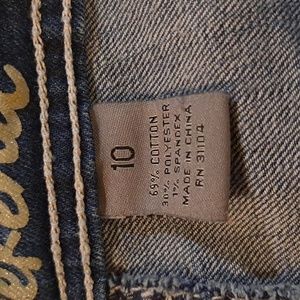 10
69% COTTON
30% POLYESTER
1% SPANDEX
MADE IN CHINA
RN 31104